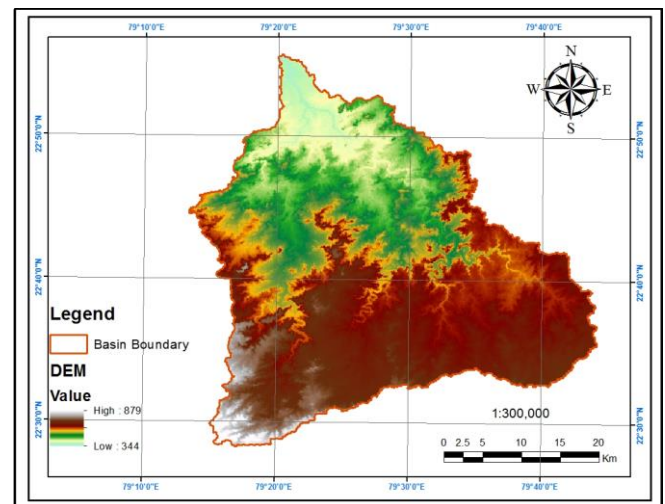 79°10'0"E 79°20'0"E 79°30'0"E 79°40'0"E
N
W E
S
22°50'0"N 22°50'0"N
22°40'0"N 22°40'0"N
Legend
Basin Boundary
DEM
Value
High : 879
Low : 344
22°30'0"N 22°30'0"N
1:300,000
0 2.5 5 10 15 20
Km
79°10'0"E 79°20'0"E 79°30'0"E 79°40'0"E